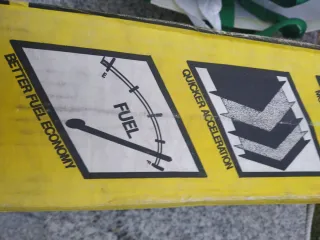 BETTER FUEL ECONOMY
FUEL
QUICKER ACCELERATION